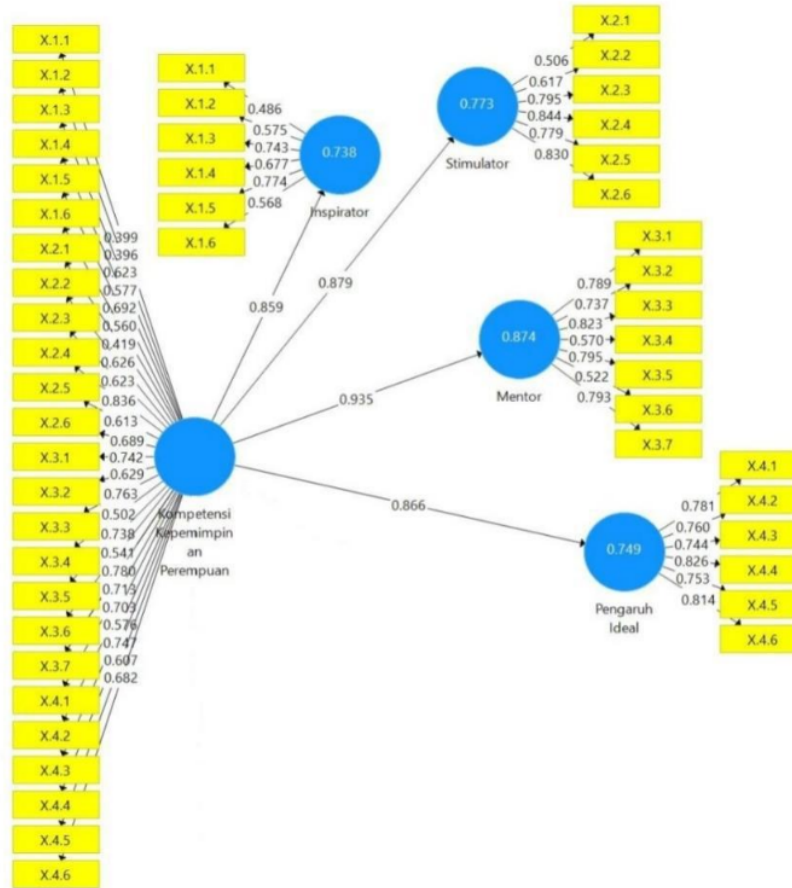 X.1.1
X.1.2
X.1.3
X.1.4
X.1.5
X.1.6
X.2.1
X.2.2
X.2.3
X.2.4
X.2.5
X.2.6
X.3.1
X.3.2
X.3.3
X.3.4
X.3.5
X.3.6
X.3.7
X.4.1
X.4.2
X.4.3
X.4.4
X.4.5
X.4.6
0.399
0.396
0.623
0.577
0.692
0.560
0.419
0.626
0.623
0.836
0.613
0.689
0.742
0.629
0.763
0.502
0.738
0.541
0.780
0.713
0.703
0.576
0.747
0.607
0.682
Kompetensi
Kepemimpin
an
Perempuan
X.1.1
X.1.2
X.1.3
X.1.4
X.1.5
X.1.6
0.486
0.575
0.743
0.677
0.774
0.568
0.738
Inspirator
0.859
0.879
0.935
0.866
0.773
Stimulator
0.506
0.617
0.795
0.844
0.779
0.830
X.2.1
X.2.2
X.2.3
X.2.4
X.2.5
X.2.6
0.874
Mentor
0.789
0.737
0.823
0.570
0.795
0.522
0.793
X.3.1
X.3.2
X.3.3
X.3.4
X.3.5
X.3.6
X.3.7
0.749
Pengaruh
Ideal
0.781
0.760
0.744
0.826
0.753
0.814
X.4.1
X.4.2
X.4.3
X.4.4
X.4.5
X.4.6